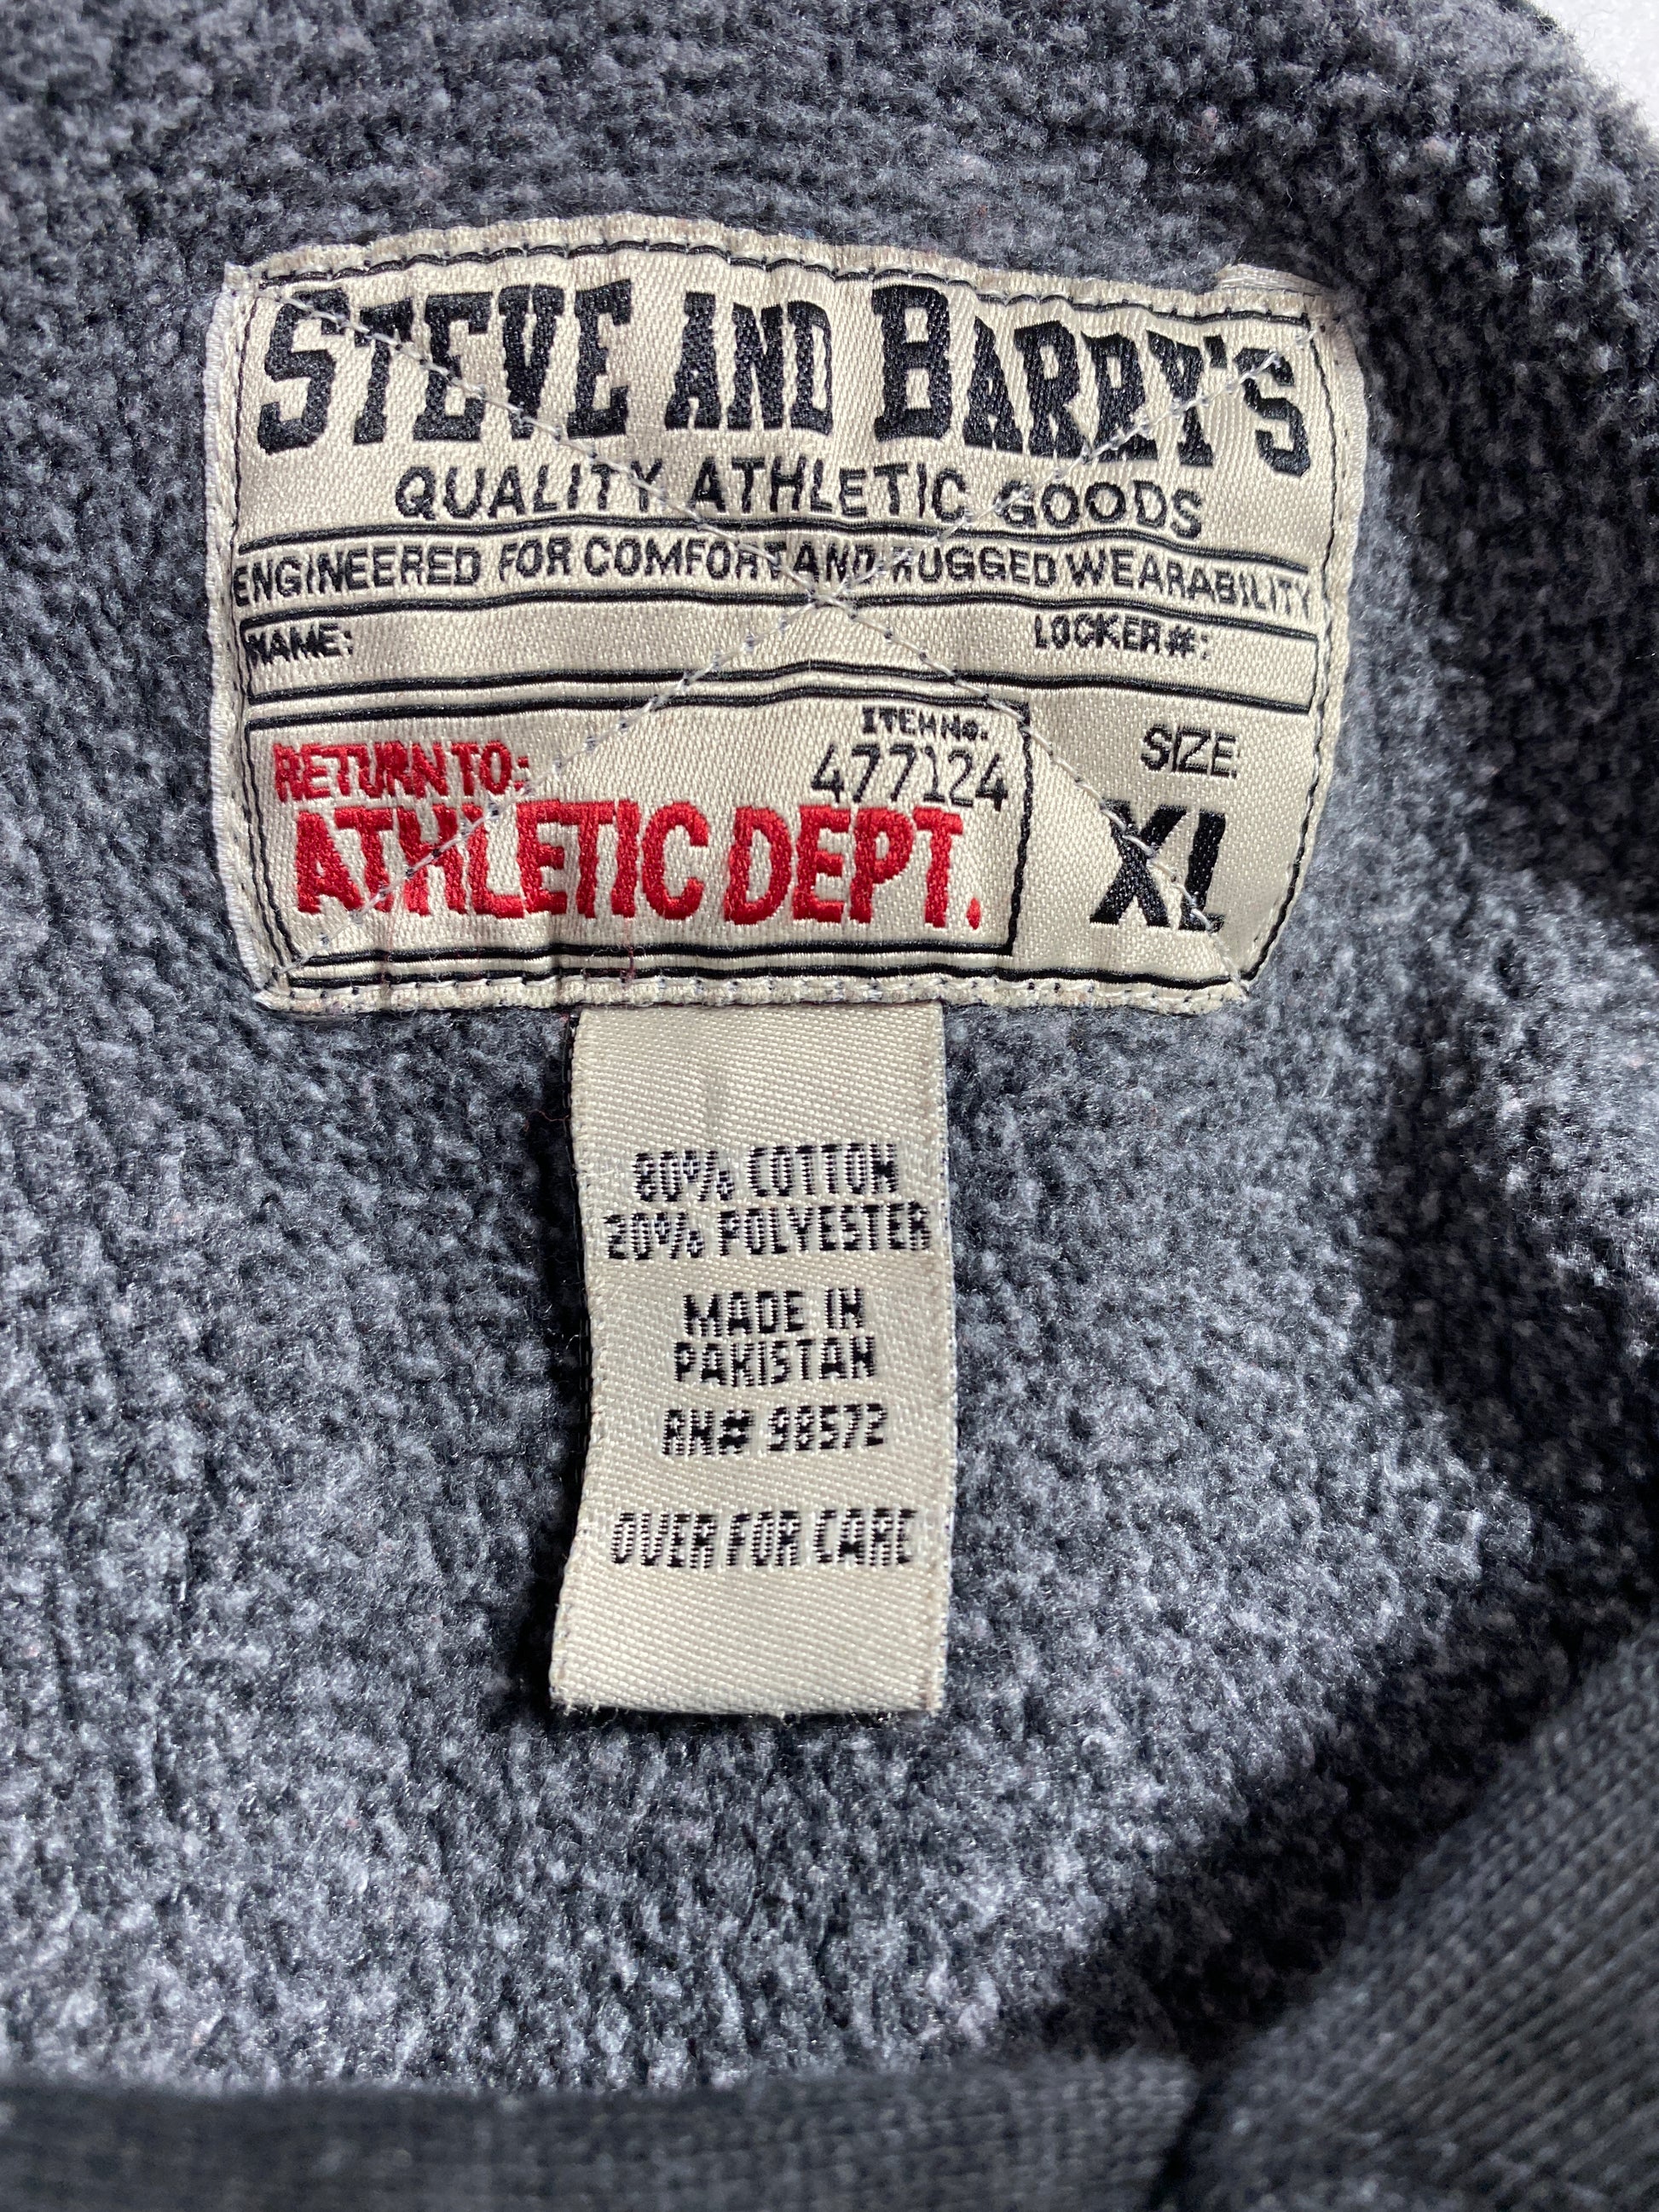 STEVE AND BARRY'S
QUALITY ATHLETIC GOODS
ENGINEERED FOR COMFORT AND RUGGED WEARABILITY
NAME: LOCKER#:
ITEM No.
RETURN TO: 477124
ATHLETIC DEPT.
SIZE
XL
80% COTTON
20% POLYESTER
MADE IN
PAKISTAN
RN# 98572
OVER FOR CARE